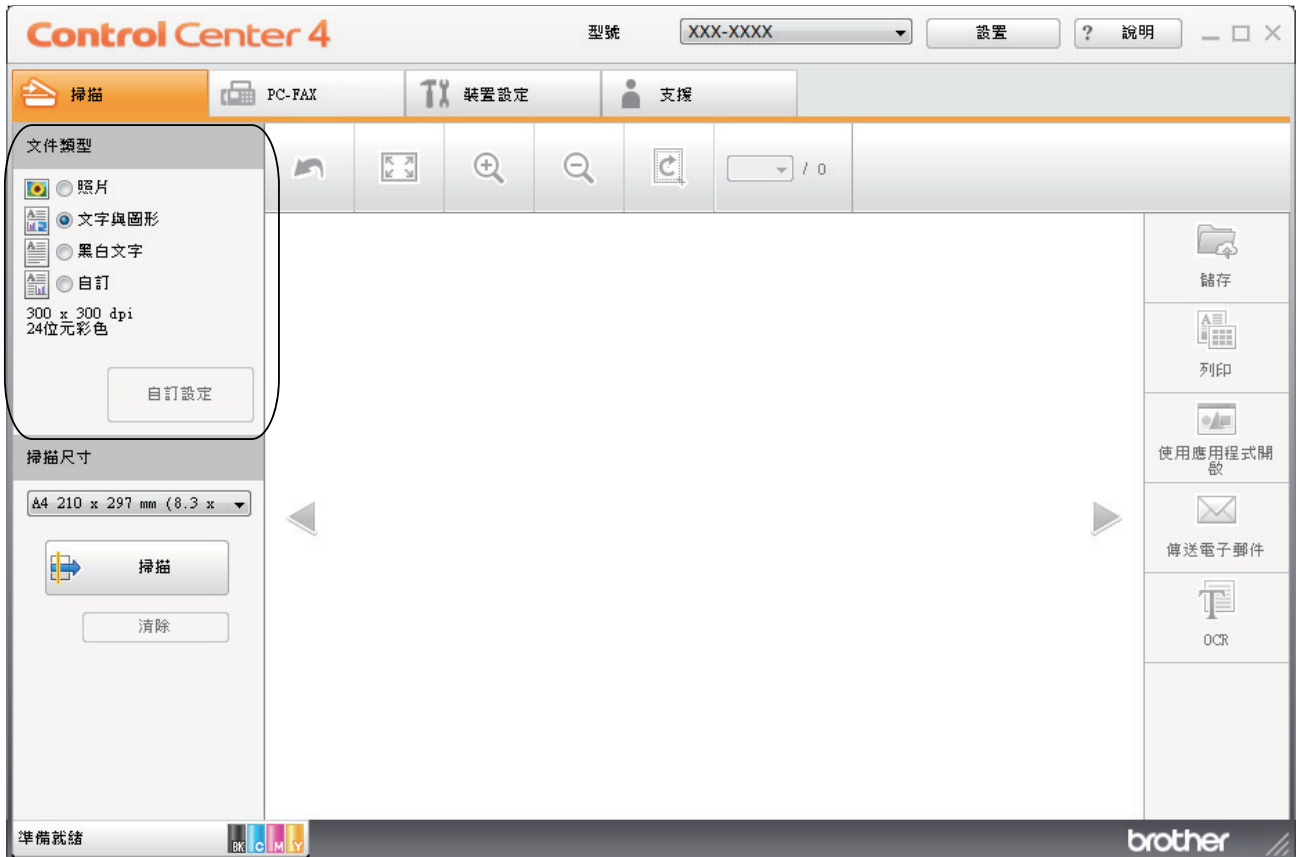 Control Center 4
型號
XXX-XXXX
設置
? 說明
掃描
PC-FAX
裝置設定
支援
文件類型
照片
文字與圖形
黑白文字
自訂
300 x 300 dpi
24位元彩色
自訂設定
/ 0
掃描尺寸
A4 210 x 297 mm (8.3 x
掃描
清除
儲存
列印
使用應用程式開
啟
傳送電子郵件
OCR
準備就緒
BK C M Y
brother